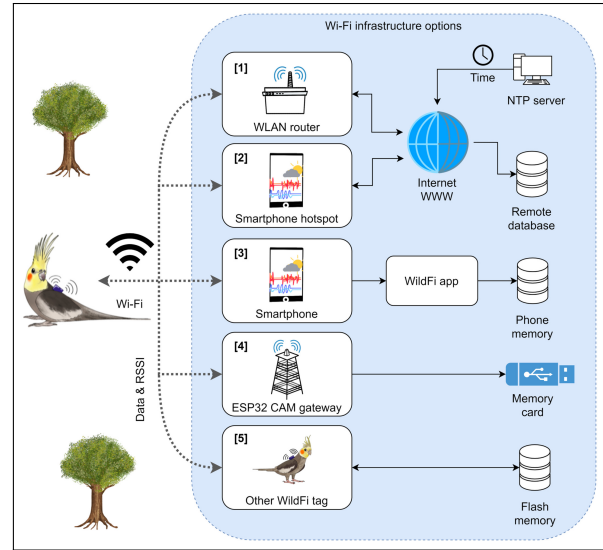 Wi-Fi infrastructure options
[1]
WLAN router
Time
NTP server
Internet
WWW
[2]
Smartphone hotspot
Remote
database
Wi-Fi
[3]
Smartphone
WildFi app
Phone
memory
Data & RSSI
[4]
ESP32 CAM gateway
Memory
card
[5]
Other WildFi tag
Flash
memory